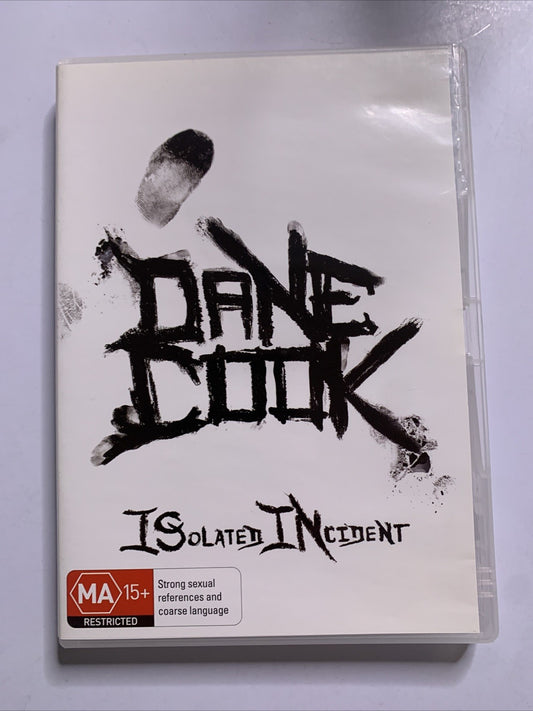 DANE
COOK
ISOLATED INCIDENT
MA 15+
RESTRICTED
Strong sexual
references and
coarse language